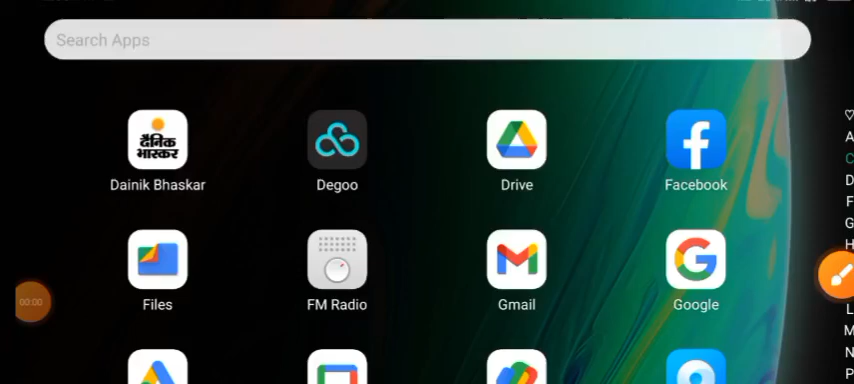 Search Apps
दैनिक
भास्कर
Dainik Bhaskar
Degoo
Drive
Facebook
Files
FM Radio
Gmail
Google
00:00
A
C
D
F
G
H
L
M
N
P